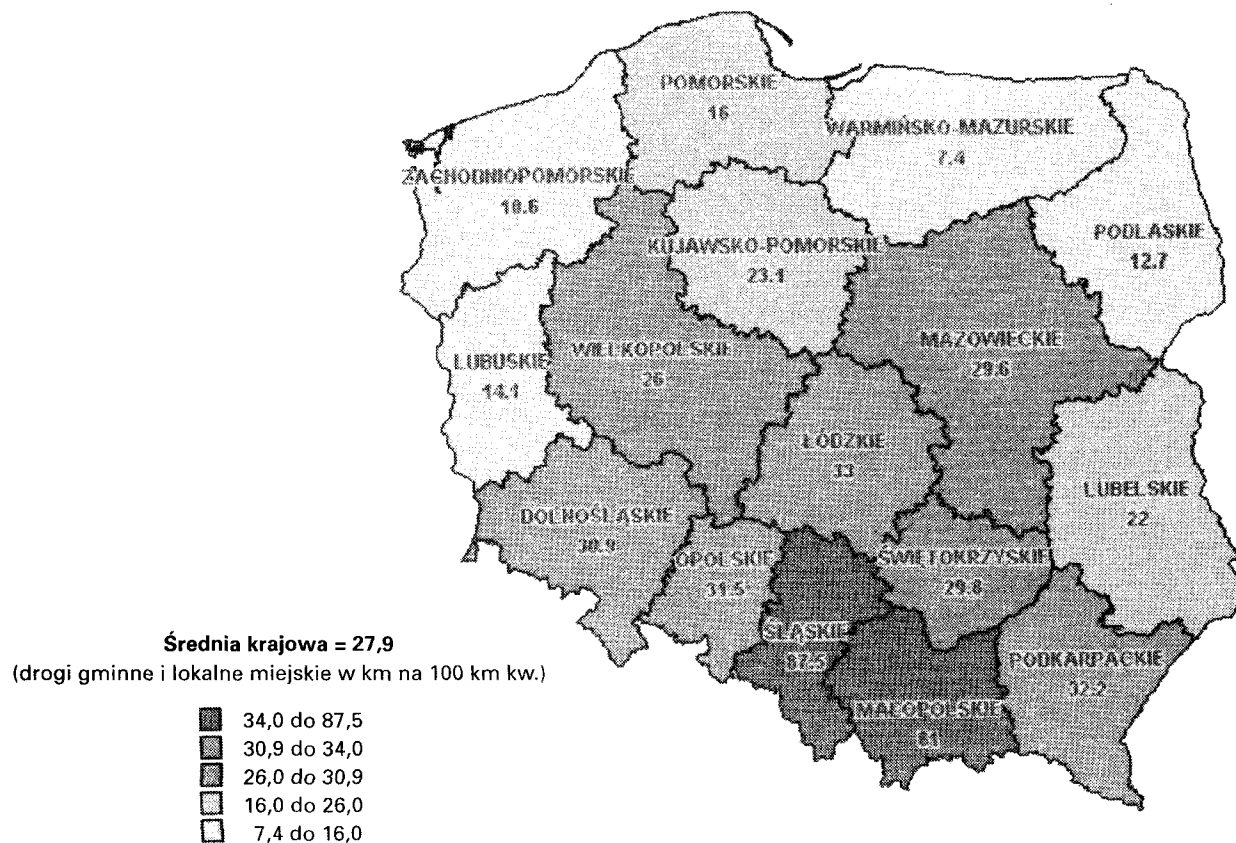 POMORSKIE
16
WARMIŃSKO-MAZURSKIE
7.4
ZACHODNIOPOMORSKIE
10.6
PODLASKIE
12.7
KUJAWSKO-POMORSKIE
23.1
MAZOWIECKIE
29.6
WIELKOPOLSKIE
26
LUBUSKIE
14.1
ŁÓDZKIE
33
LUBELSKIE
22
DOLNOŚLĄSKIE
30.9
OPOLSKIE
31.5
ŚWIĘTOKRZYSKIE
29.8
ŚLĄSKIE
87.5
PODKARPACKIE
32.2
MAŁOPOLSKIE
81
Średnia krajowa = 27,9
(drogi gminne i lokalne miejskie w km na 100 km kw.)
34,0 do 87,5
30,9 do 34,0
26,0 do 30,9
16,0 do 26,0
7,4 do 16,0